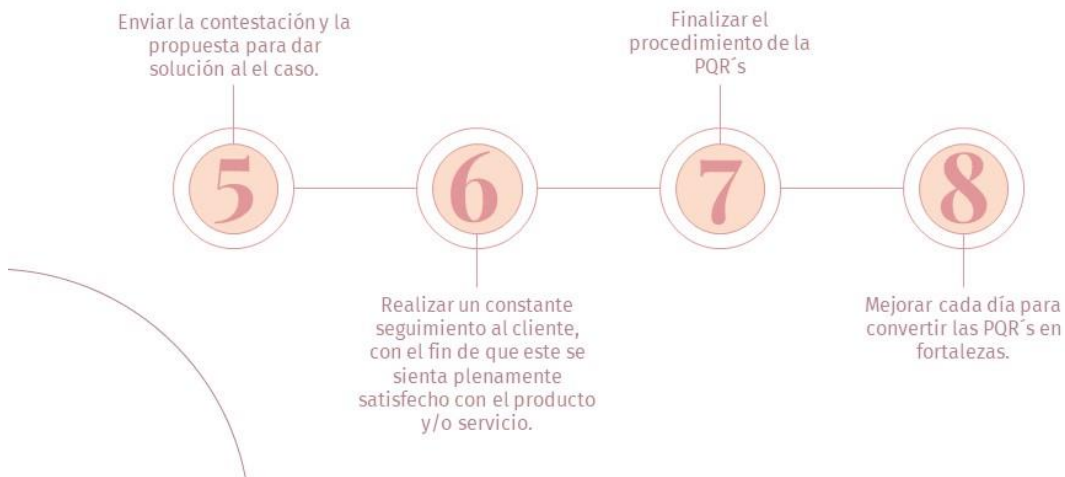 Enviar la contestación y la
propuesta para dar
solución al el caso.
Finalizar el
procedimiento de la
PQR´s
5
6
7
8
Realizar un constante
seguimiento al cliente,
con el fin de que este se
sienta plenamente
satisfecho con el producto
y/o servicio.
Mejorar cada día para
convertir las PQR´s en
fortalezas.